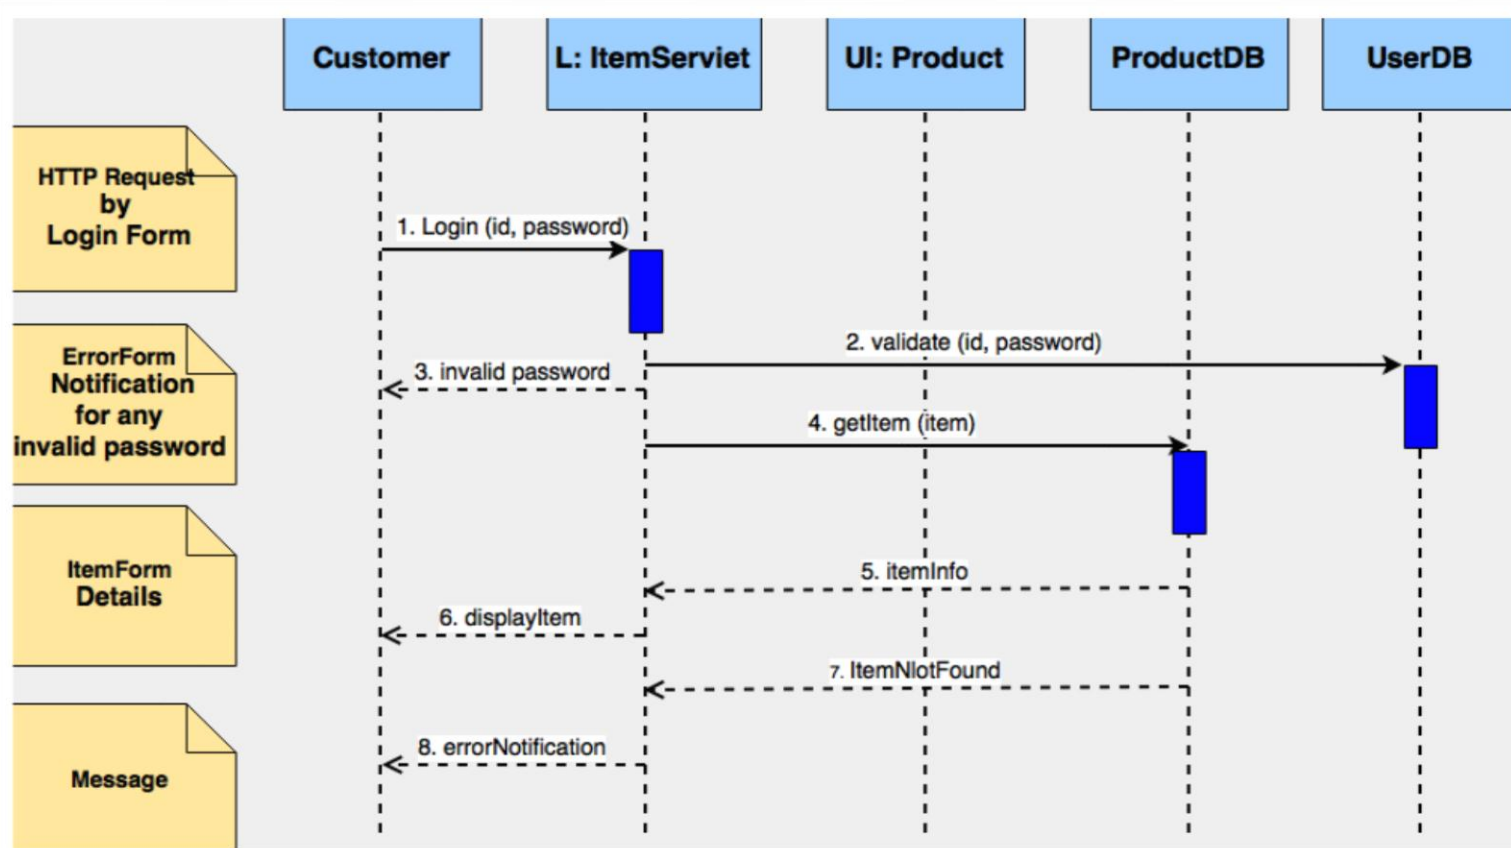 Customer
L: ItemServiet
UI: Product
ProductDB
UserDB
HTTP Request
by
Login Form
1. Login (id, password)
ErrorForm
Notification
for any
invalid password
2. validate (id, password)
3. invalid password
4. getItem (item)
ItemForm
Details
5. itemInfo
6. displayItem
7. ItemNlotFound
Message
8. errorNotification